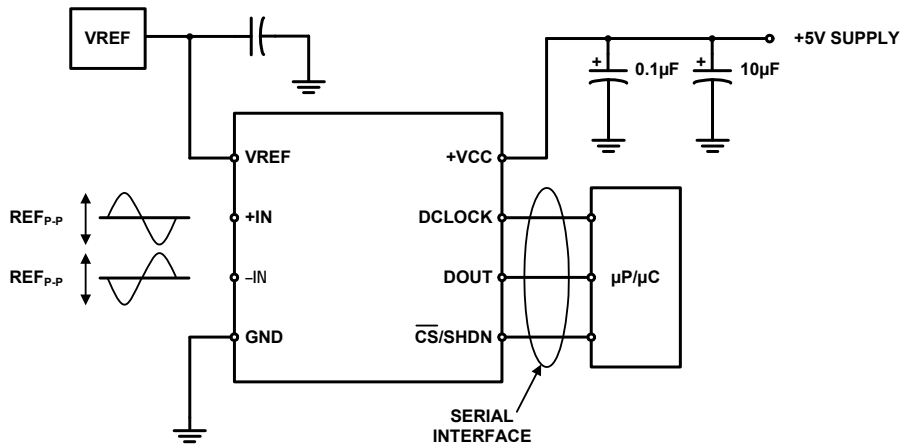 VREF
+5V SUPPLY
+
0.1µF
+
10µF
VREF
+VCC
REFP-P
+IN
DCLOCK
REFP-P
–IN
DOUT
µP/µC
GND
C̅S̅/SHDN
SERIAL
INTERFACE